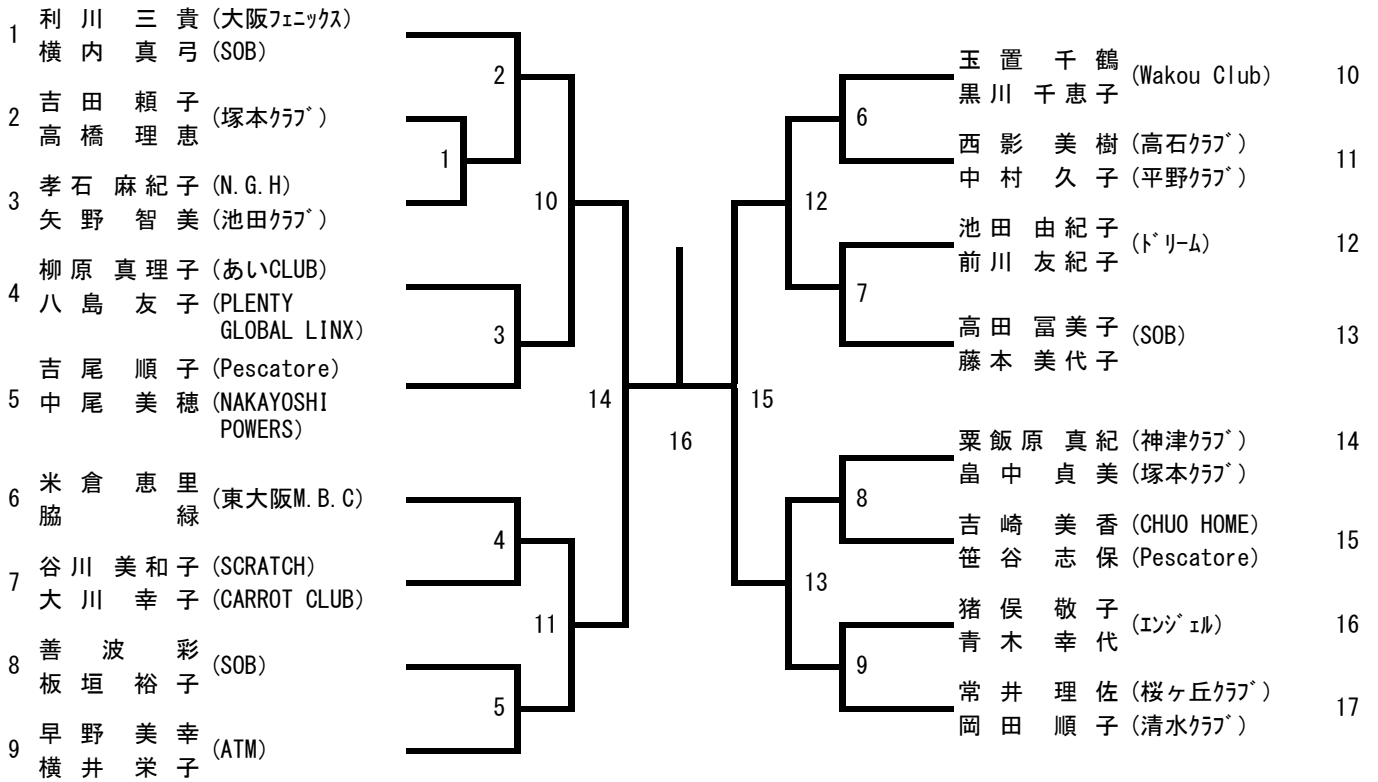 1 利川 三貴 (大阪ﾌｪﾆｯｸｽ)
横内 真弓 (SOB)
2 吉田 頼子 (塚本ｸﾗﾌﾞ)
高橋 理恵
3 孝石 麻紀子 (N.G.H)
矢野 智美 (池田ｸﾗﾌﾞ)
4 柳原 真理子 (あいCLUB)
八島 友子 (PLENTY
GLOBAL LINX)
5 吉尾 順子 (Pescatore)
中尾 美穂 (NAKAYOSHI
POWERS)
6 米倉 恵里 (東大阪M.B.C)
脇 緑
7 谷川 美和子 (SCRATCH)
大川 幸子 (CARROT CLUB)
8 善波 彩 (SOB)
板垣 裕子
9 早野 美幸 (ATM)
横井 栄子
2
1
10
3
14
4
11
5
16
15
6
12
7
8
13
9
玉置 千鶴 (Wakou Club) 10
黒川 千恵子
西影 美樹 (高石ｸﾗﾌﾞ) 11
中村 久子 (平野ｸﾗﾌﾞ)
池田 由紀子 (ﾄﾞﾘｰﾑ) 12
前川 友紀子
高田 冨美子 (SOB) 13
藤本 美代子
粟飯原 真紀 (神津ｸﾗﾌﾞ) 14
畠中 貞美 (塚本ｸﾗﾌﾞ)
吉崎 美香 (CHUO HOME) 15
笹谷 志保 (Pescatore)
猪俣 敬子 (ｴﾝｼﾞｪﾙ) 16
青木 幸代
常井 理佐 (桜ヶ丘ｸﾗﾌﾞ) 17
岡田 順子 (清水ｸﾗﾌﾞ)